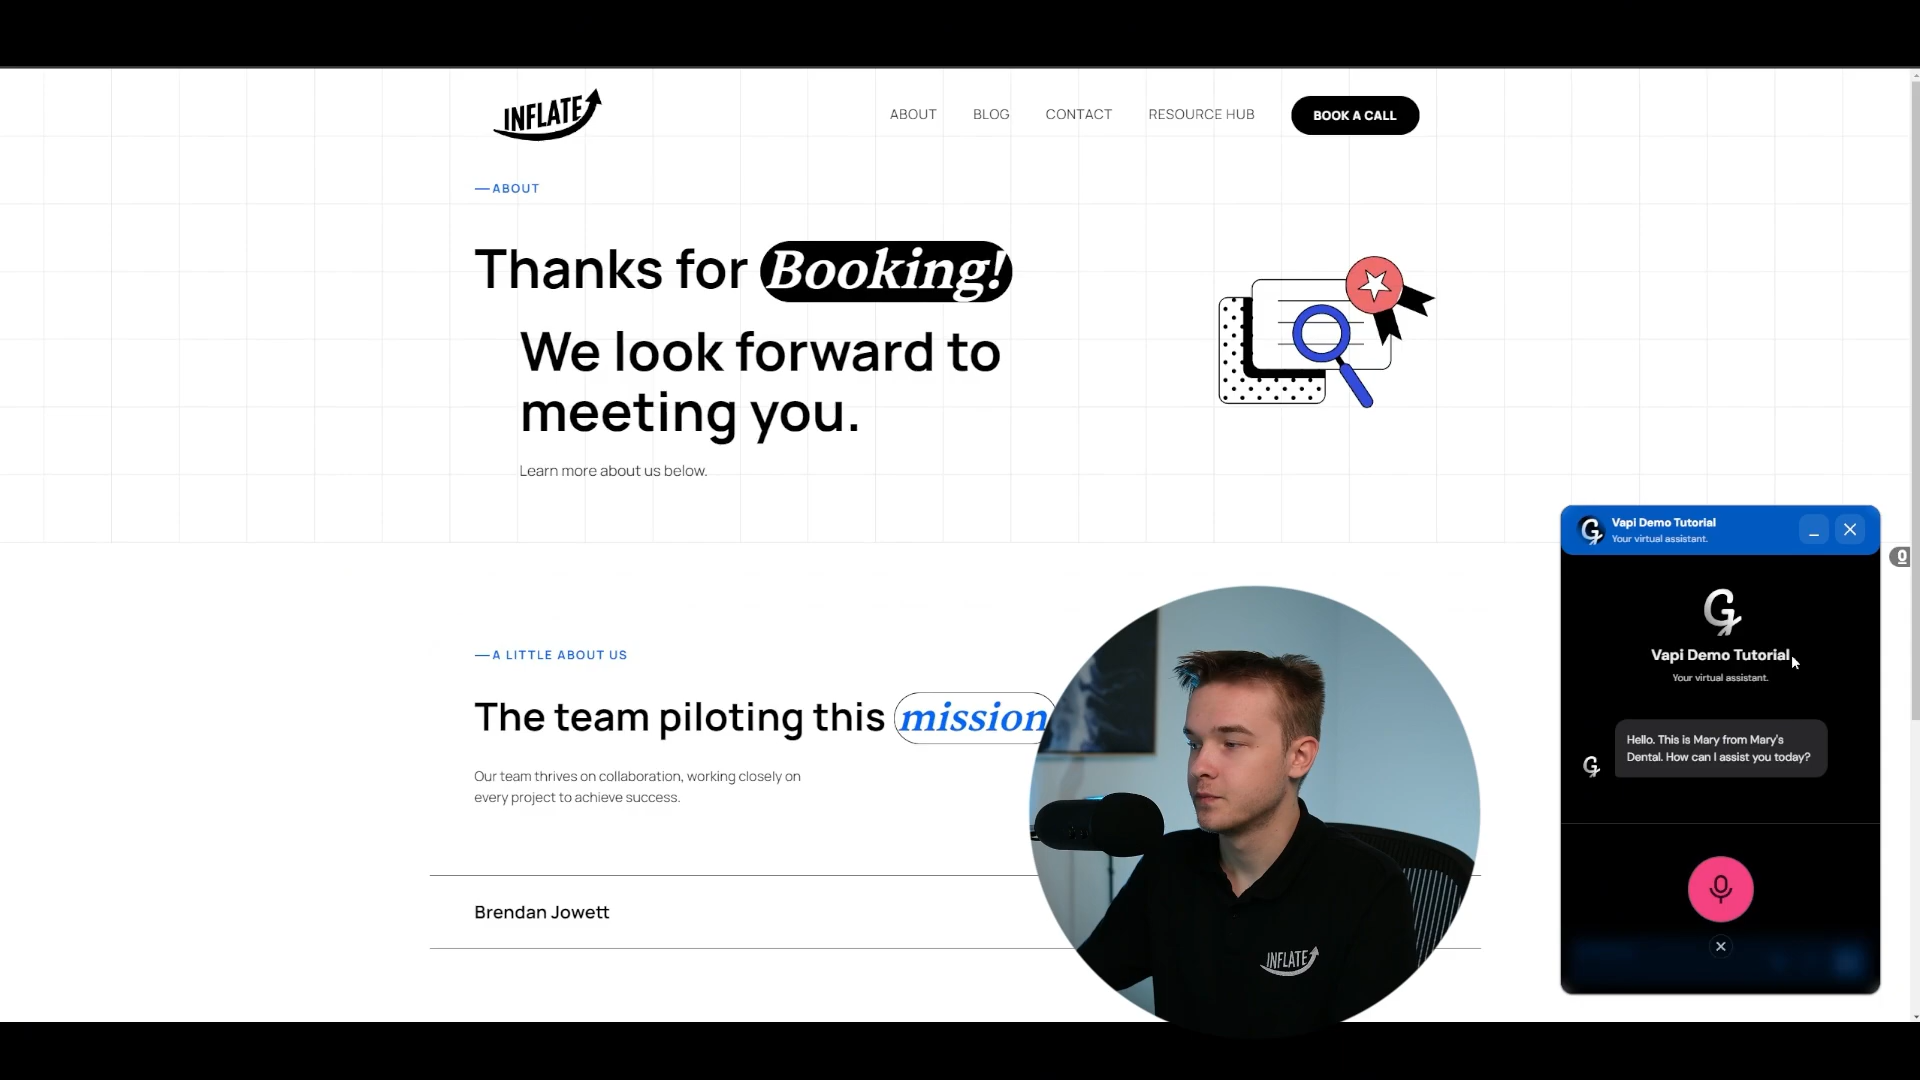 INFLATE
ABOUT
BLOG
CONTACT
RESOURCE HUB
BOOK A CALL
—ABOUT
Thanks for Booking!
We look forward to
meeting you.
Learn more about us below.
—A LITTLE ABOUT US
The team piloting this mission
Our team thrives on collaboration, working closely on
every project to achieve success.
Brendan Jowett
INFLATE
Vapi Demo Tutorial
Your virtual assistant.
Vapi Demo Tutorial
Your virtual assistant.
Hello. This is Mary from Mary's
Dental. How can I assist you today?